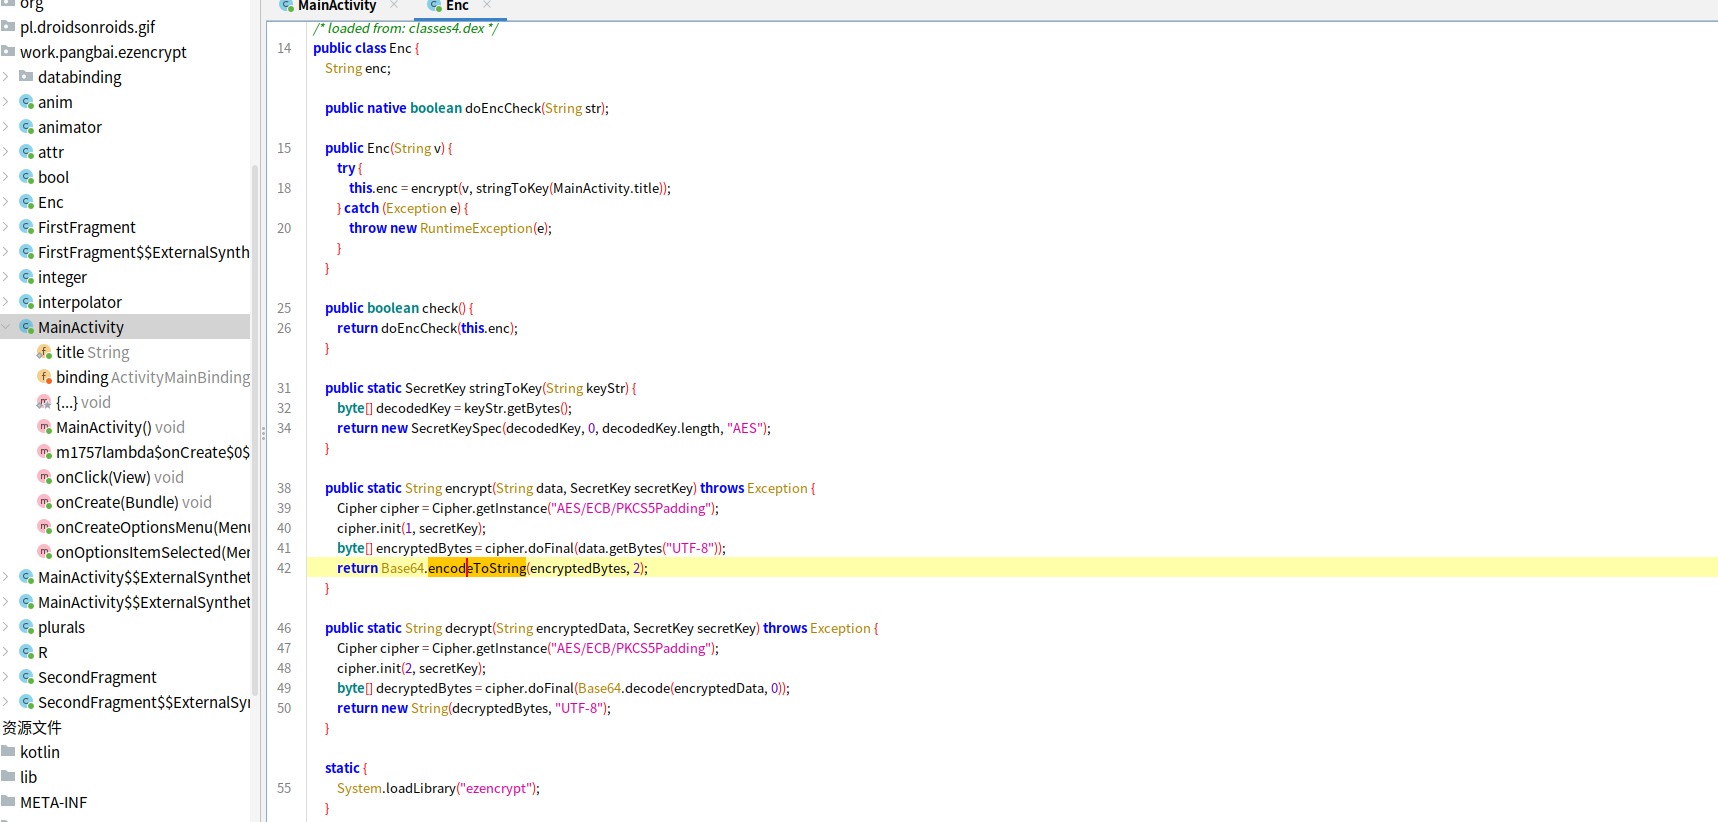 org
pl.droidsonroids.gif
work.pangbai.ezencrypt
databinding
anim
animator
attr
bool
Enc
FirstFragment
FirstFragment$$ExternalSynth
integer
interpolator
MainActivity
title String
binding ActivityMainBinding
{...} void
MainActivity() void
m1757lambda$onCreate$0$
onClick(View) void
onCreate(Bundle) void
onCreateOptionsMenu(Menu
onOptionsItemSelected(Mer
MainActivity$$ExternalSynthet
MainActivity$$ExternalSynthet
plurals
R
SecondFragment
SecondFragment$$ExternalSyn
资源文件
kotlin
lib
META-INF
MainActivity × Enc ×
/* loaded from: classes4.dex */
14 public class Enc {
String enc;
public native boolean doEncCheck(String str);
15 public Enc(String v) {
try {
18 this.enc = encrypt(v, stringToKey(MainActivity.title));
} catch (Exception e) {
20 throw new RuntimeException(e);
}
}
25 public boolean check() {
26 return doEncCheck(this.enc);
}
31 public static SecretKey stringToKey(String keyStr) {
32 byte[] decodedKey = keyStr.getBytes();
34 return new SecretKeySpec(decodedKey, 0, decodedKey.length, "AES");
}
38 public static String encrypt(String data, SecretKey secretKey) throws Exception {
39 Cipher cipher = Cipher.getInstance("AES/ECB/PKCS5Padding");
40 cipher.init(1, secretKey);
41 byte[] encryptedBytes = cipher.doFinal(data.getBytes("UTF-8"));
42 return Base64.encodeToString(encryptedBytes, 2);
}
46 public static String decrypt(String encryptedData, SecretKey secretKey) throws Exception {
47 Cipher cipher = Cipher.getInstance("AES/ECB/PKCS5Padding");
48 cipher.init(2, secretKey);
49 byte[] decryptedBytes = cipher.doFinal(Base64.decode(encryptedData, 0));
50 return new String(decryptedBytes, "UTF-8");
}
static {
55 System.loadLibrary("ezencrypt");
}